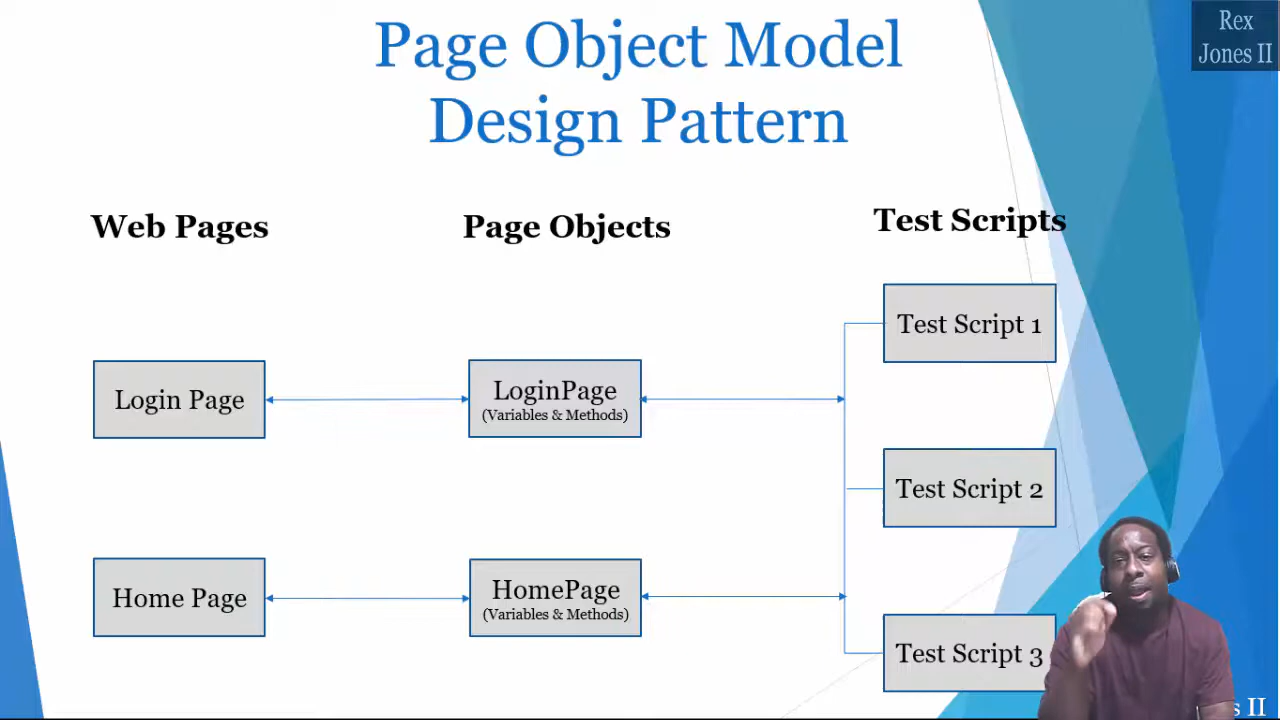 Rex
Jones II
Page Object Model
Design Pattern
Web Pages
Page Objects
Test Scripts
Test Script 1
Login Page
LoginPage
(Variables & Methods)
Test Script 2
Home Page
HomePage
(Variables & Methods)
Test Script 3
s II